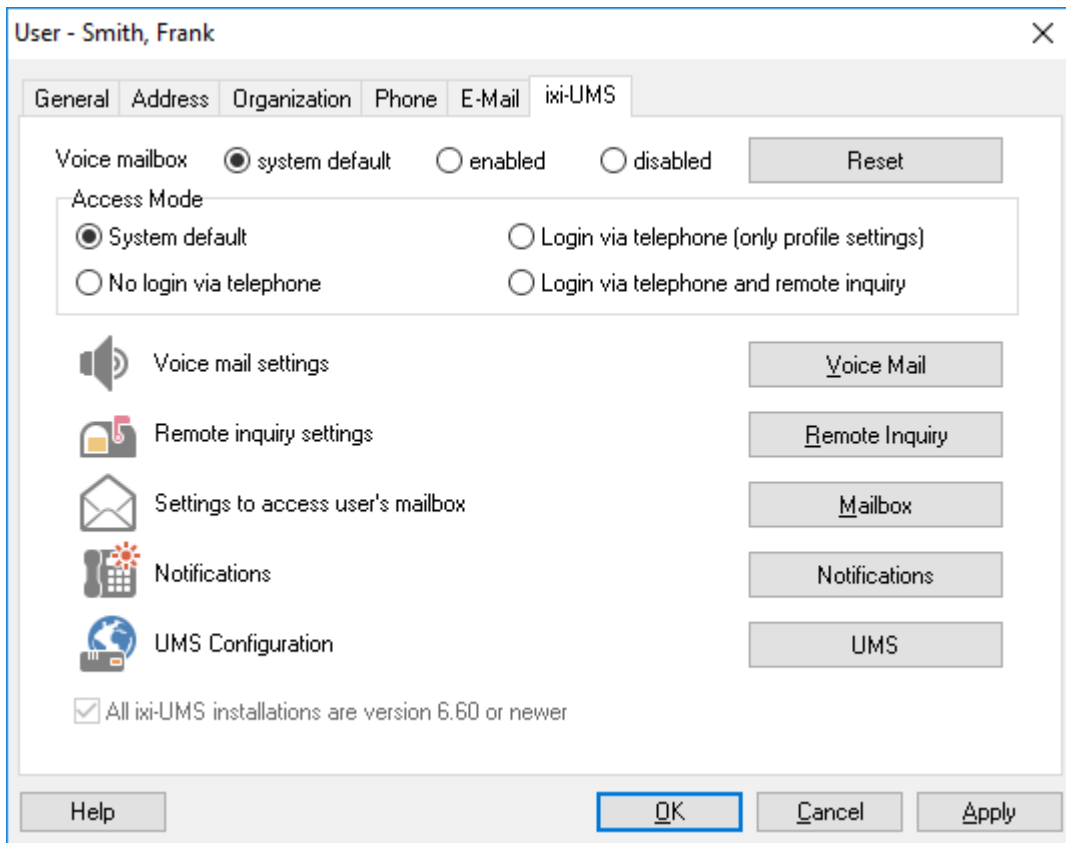 User - Smith, Frank
General Address Organization Phone E-Mail ixi-UMS
Voice mailbox system default enabled disabled Reset
Access Mode
System default Login via telephone (only profile settings)
No login via telephone Login via telephone and remote inquiry
Voice mail settings Voice Mail
Remote inquiry settings Remote Inquiry
Settings to access user's mailbox Mailbox
Notifications Notifications
UMS Configuration UMS
All ixi-UMS installations are version 6.60 or newer
Help OK Cancel Apply